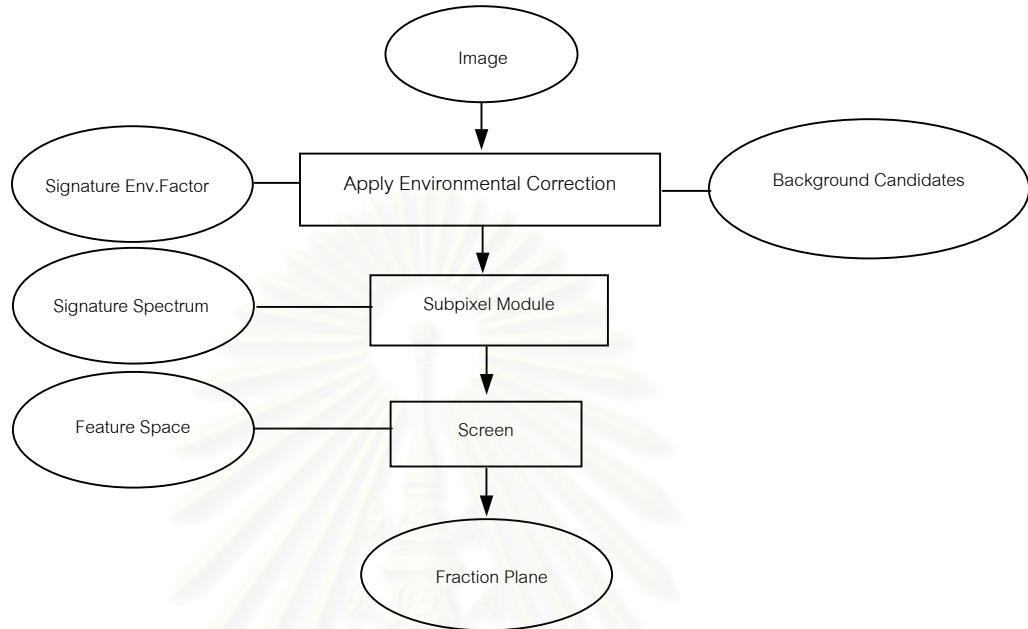 Image
Signature Env.Factor
Apply Environmental Correction
Background Candidates
Signature Spectrum
Subpixel Module
Feature Space
Screen
Fraction Plane